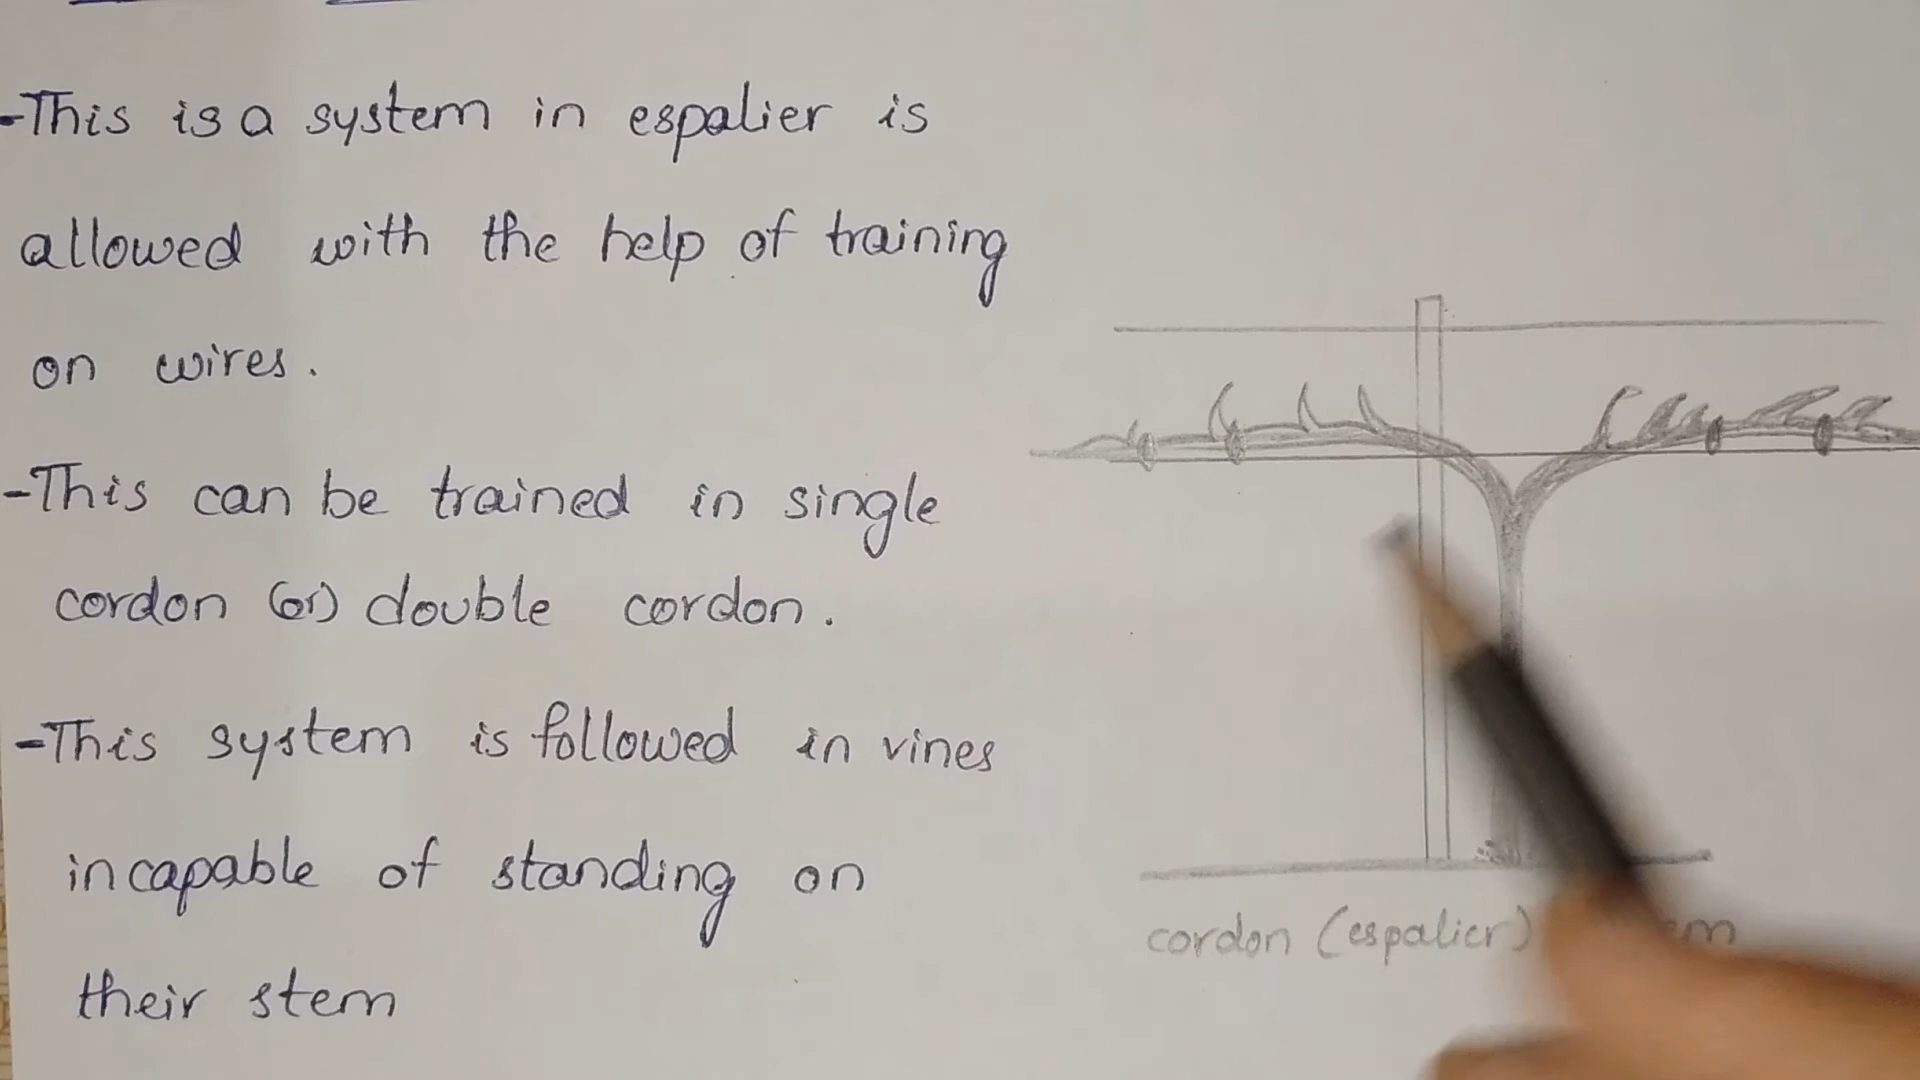 -This is a system in espalier is
allowed with the help of training
on wires.
-This can be trained in single
cordon (or) double cordon.
-This system is followed in vines
incapable of standing on
their stem
cordon (espalier)